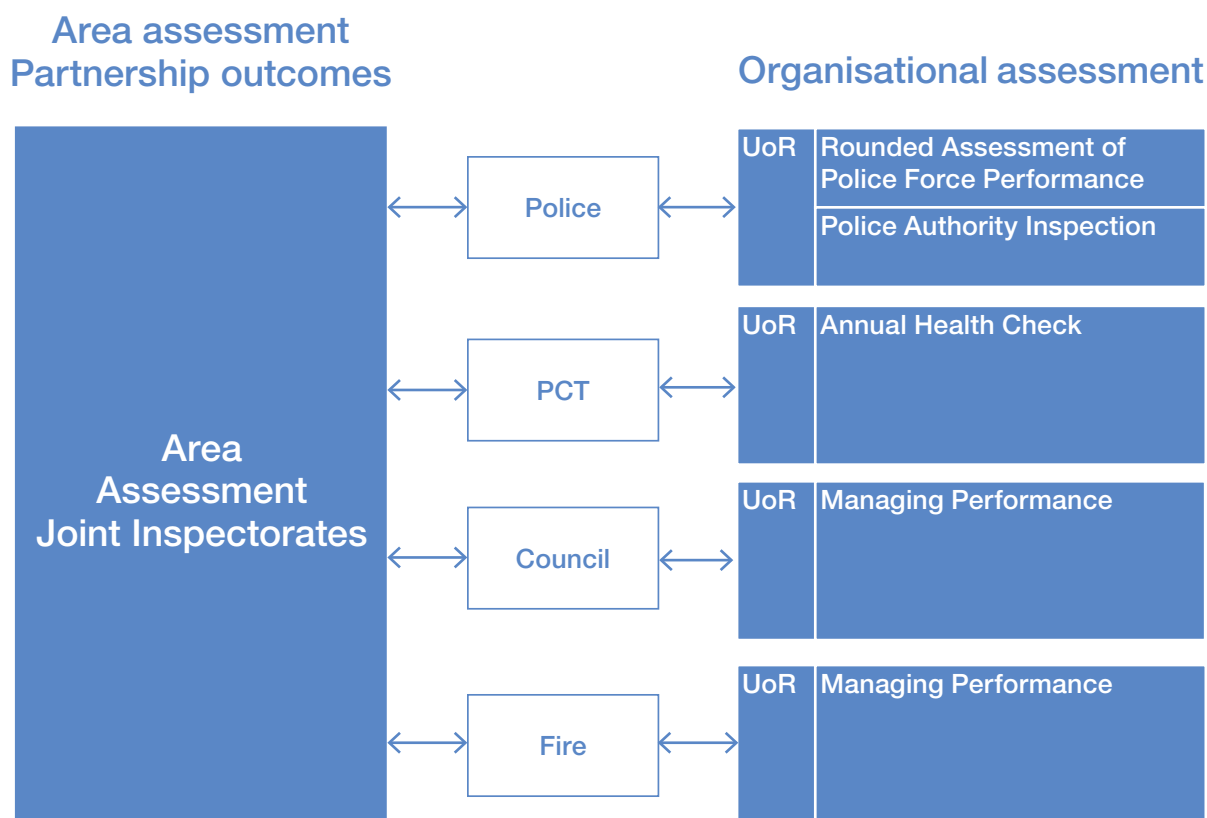 Area assessment
Partnership outcomes
Organisational assessment
Area
Assessment
Joint Inspectorates
Police
UoR
Rounded Assessment of
Police Force Performance
Police Authority Inspection
PCT
UoR
Annual Health Check
Council
UoR
Managing Performance
Fire
UoR
Managing Performance